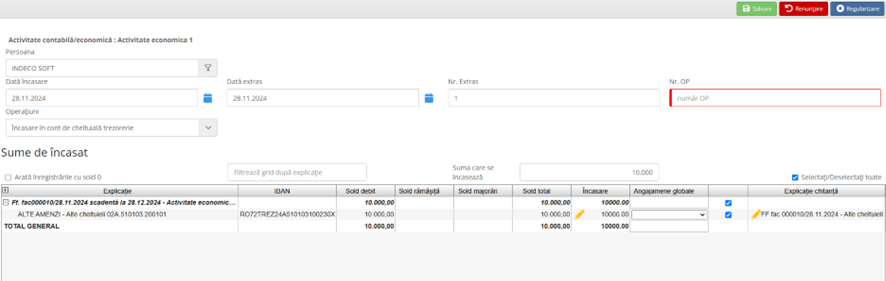 Salvare Renunțare Regularizare
Activitate contabilă/economică : Activitate economica 1
Persoana
INDECO SOFT
Dată încasare Dată extras Nr. Extras Nr. OP
28.11.2024 28.11.2024 1 număr OP
Operațiuni
Încasare în cont de cheltuială trezorerie
Sume de încasat
Arată înregistrările cu sold 0 Filtrează grid după explicație Suma care se încasează 10.000 Selectați/Deselectați toate
Explicație IBAN Sold debit Sold rămășiță Sold majorări Sold total Încasare Angajamene globale Explicație chitanță
Ff. fac000010/28.11.2024 scadentă la 28.12.2024 - Activitate economic... 10.000,00 10.000,00 10000.00
ALTE AMENZI - Alte cheltuieli 02A.510103.200101 RO72TREZ24A510103100230X 10.000,00 10.000,00 10000.00 FF fac 000010/28.11.2024 - Alte cheltuieli
TOTAL GENERAL 10.000,00 10.000,00 10000.00